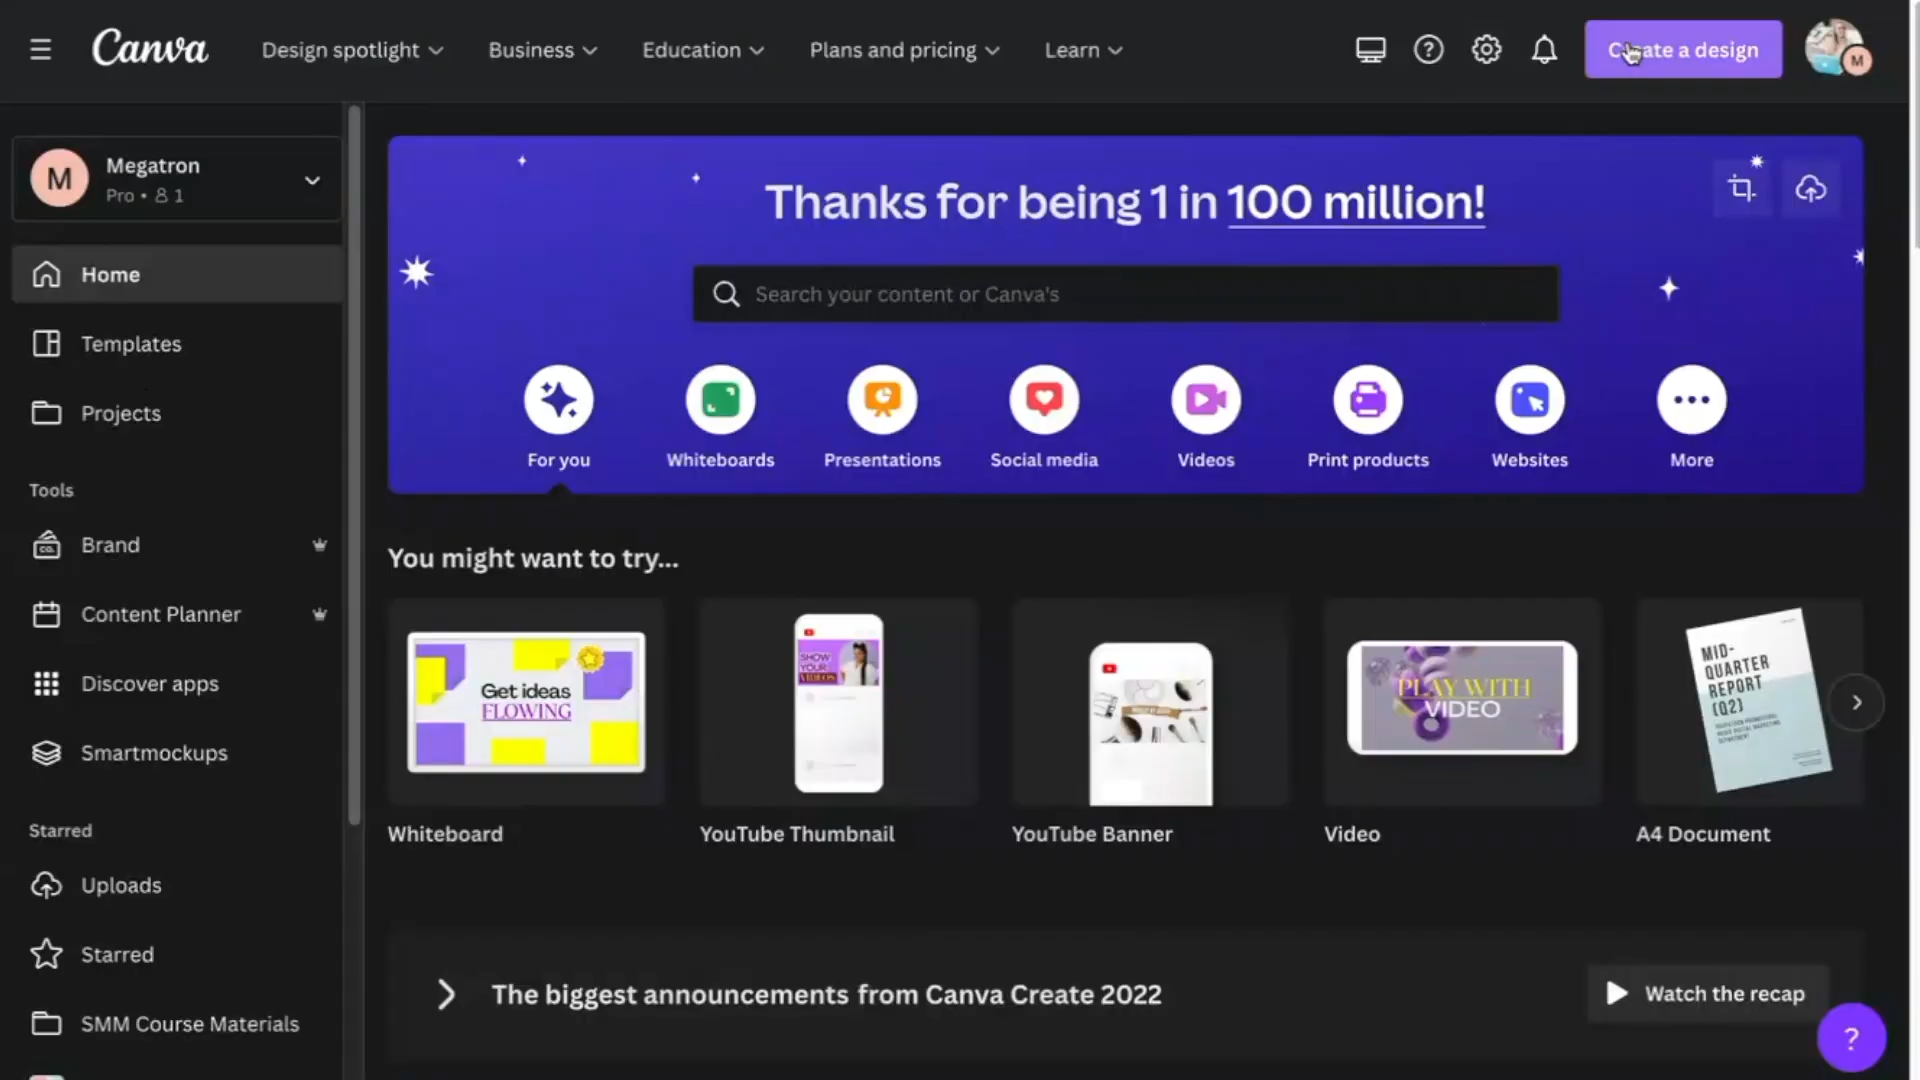 Canva
Design spotlight
Business
Education
Plans and pricing
Learn
Create a design
M
M
Megatron
Pro • 1
Home
Templates
Projects
Tools
Brand
Content Planner
Discover apps
Smartmockups
Starred
Uploads
Starred
SMM Course Materials
Thanks for being 1 in 100 million!
Search your content or Canva's
For you
Whiteboards
Presentations
Social media
Videos
Print products
Websites
More
You might want to try...
Get ideas
FLOWING
Whiteboard
SHOW
YOUR
VIDEOS
YouTube Thumbnail
YouTube Banner
PLAY WITH
VIDEO
Video
MID-
QUARTER
REPORT
(Q2)
A4 Document
The biggest announcements from Canva Create 2022
Watch the recap
?